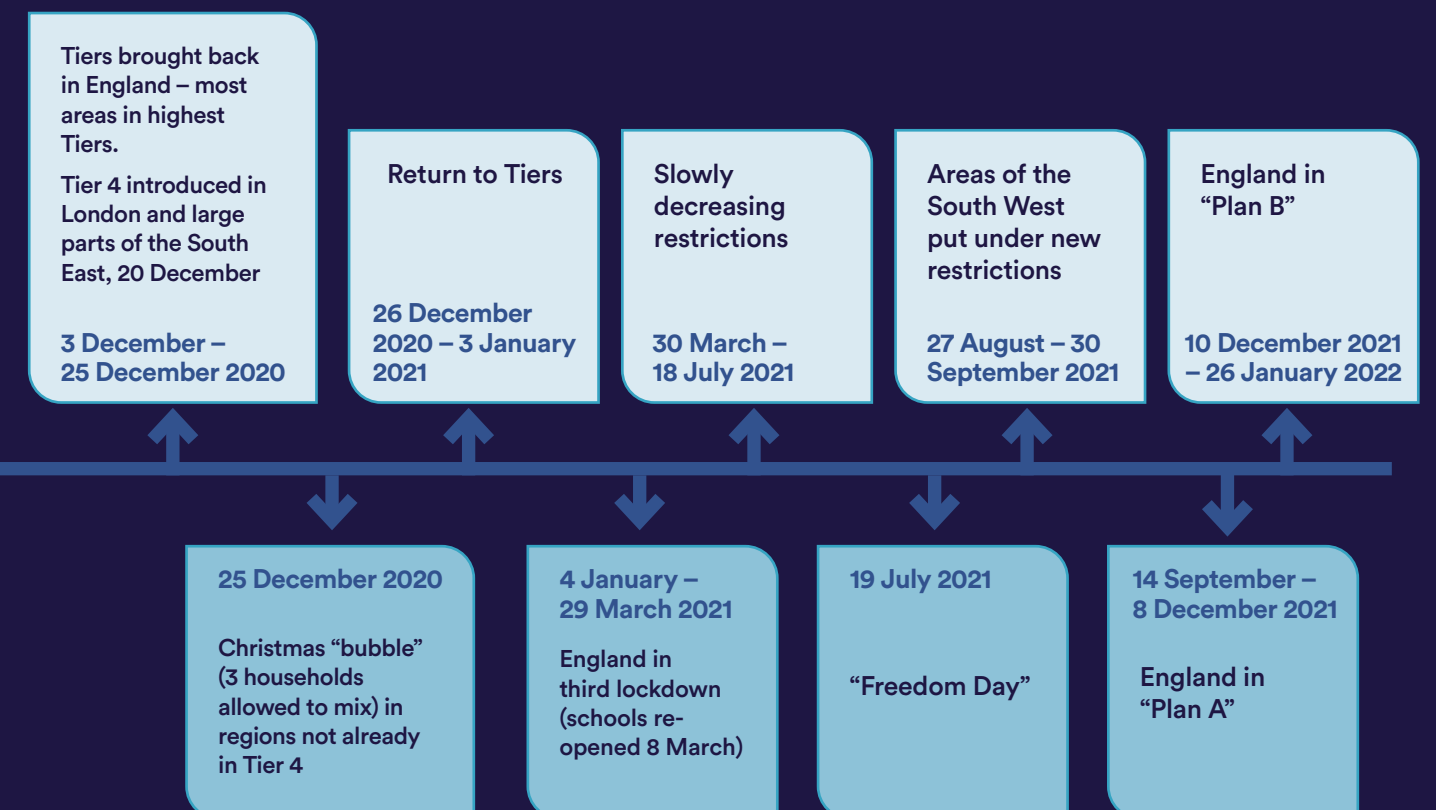 Tiers brought back
in England – most
areas in highest
Tiers.
Tier 4 introduced in
London and large
parts of the South
East, 20 December
3 December –
25 December 2020
25 December 2020
Christmas “bubble”
(3 households
allowed to mix) in
regions not already
in Tier 4
Return to Tiers
26 December
2020 – 3 January
2021
4 January –
29 March 2021
England in
third lockdown
(schools re-
opened 8 March)
Slowly
decreasing
restrictions
30 March –
18 July 2021
19 July 2021
“Freedom Day”
Areas of the
South West
put under new
restrictions
27 August – 30
September 2021
14 September –
8 December 2021
England in
“Plan A”
England in
“Plan B”
10 December 2021
– 26 January 2022